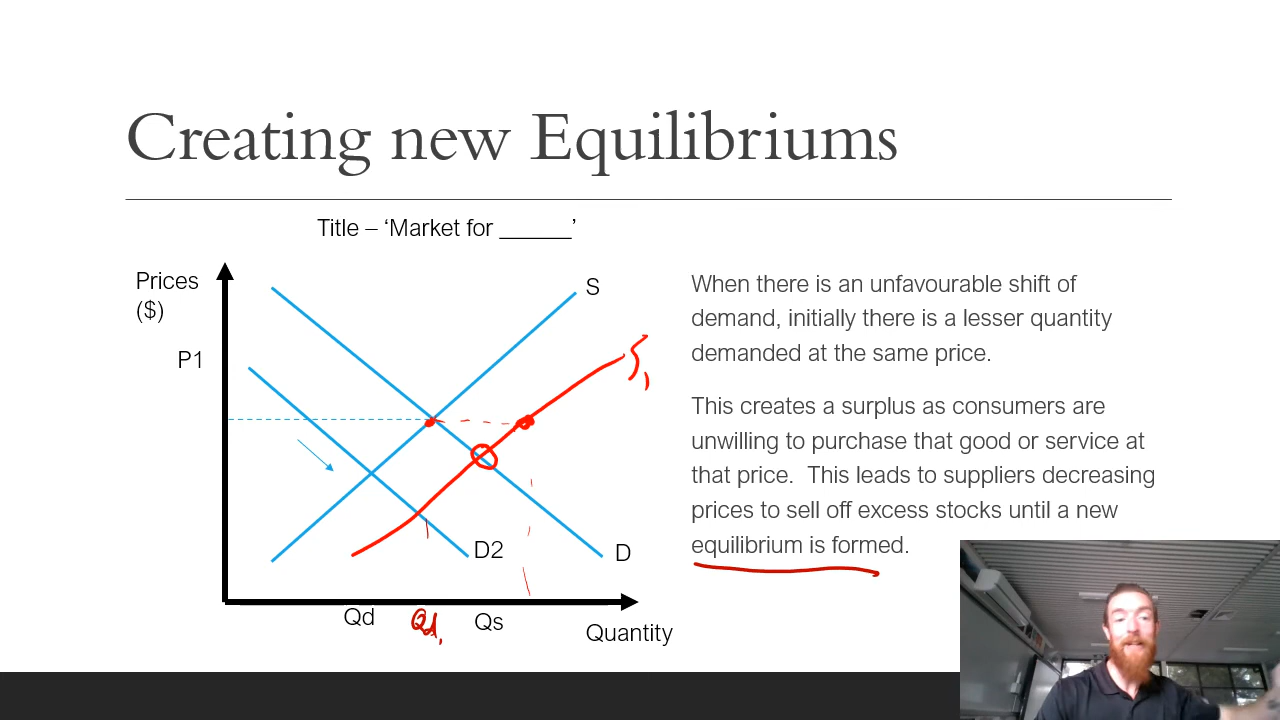 Creating new Equilibriums
Title – ‘Market for ______’
Prices
($)
P1
S
S1
D2
D
Qd
Qd1
Qs
Quantity
When there is an unfavourable shift of
demand, initially there is a lesser quantity
demanded at the same price.
This creates a surplus as consumers are
unwilling to purchase that good or service at
that price. This leads to suppliers decreasing
prices to sell off excess stocks until a new
equilibrium is formed.